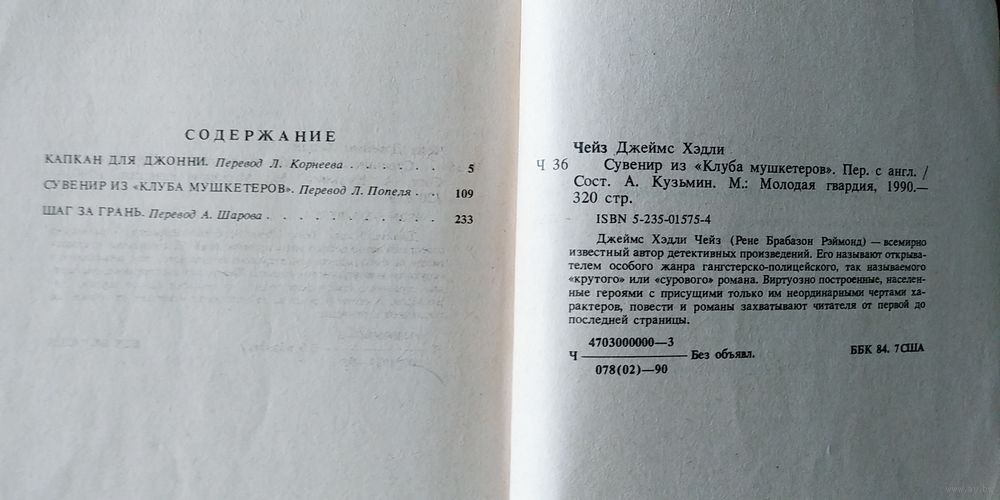 СОДЕРЖАНИЕ
КАПКАН ДЛЯ ДЖОННИ. Перевод Л. Корнеева . . . . . . . 5
СУВЕНИР ИЗ «КЛУБА МУШКЕТЕРОВ». Перевод Л. Попеля . . 109
ШАГ ЗА ГРАНЬ. Перевод А. Шарова . . . . . . . . . . 233
Чейз Джеймс Хэдли
Ч 36 Сувенир из «Клуба мушкетеров». Пер. с англ. /
Сост. А. Кузьмин. М.: Молодая гвардия, 1990.—
320 стр.
ISBN 5-235-01575-4
Джеймс Хэдли Чейз (Рене Брабазон Рэймонд) — всемирно
известный автор детективных произведений. Его называют открыва-
телем особого жанра гангстерско-полицейского, так называемого
«крутого» или «сурового» романа. Виртуозно построенные, населен-
ные героями с присущими только им неординарными чертами ха-
рактеров, повести и романы захватывают читателя от первой до
последней страницы.
4703000000—3
Ч ————— Без объявл. ББК 84. 7США
078(02)—90
www.ay.by